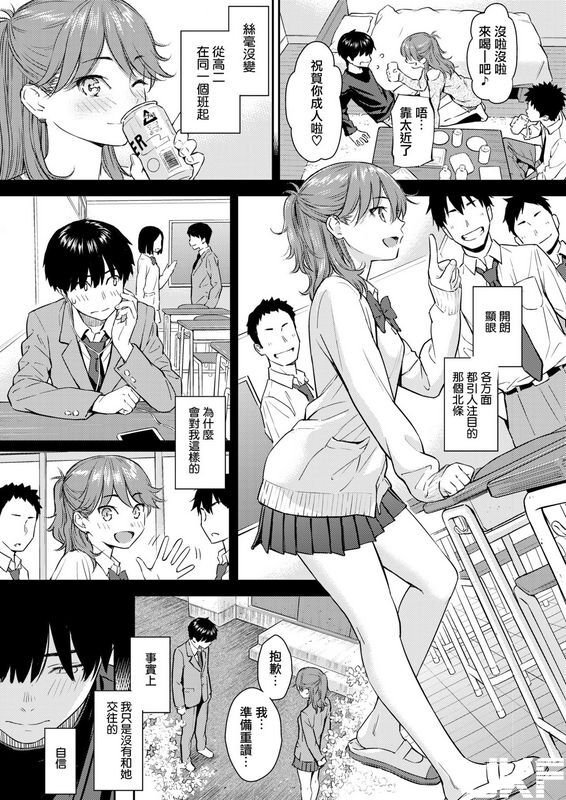 沒啦沒啦
來喝一吧♪
祝賀你成人啦♡
唔…
靠太近了
絲毫沒變
從高二
在同一個班起
開朗
顯眼
各方面
都引人注目的
那個北條
為什麼
會對我這樣的
抱歉…
我…
準備重讀…
事實上
我只是沒有和她
交往的
自信
JKF